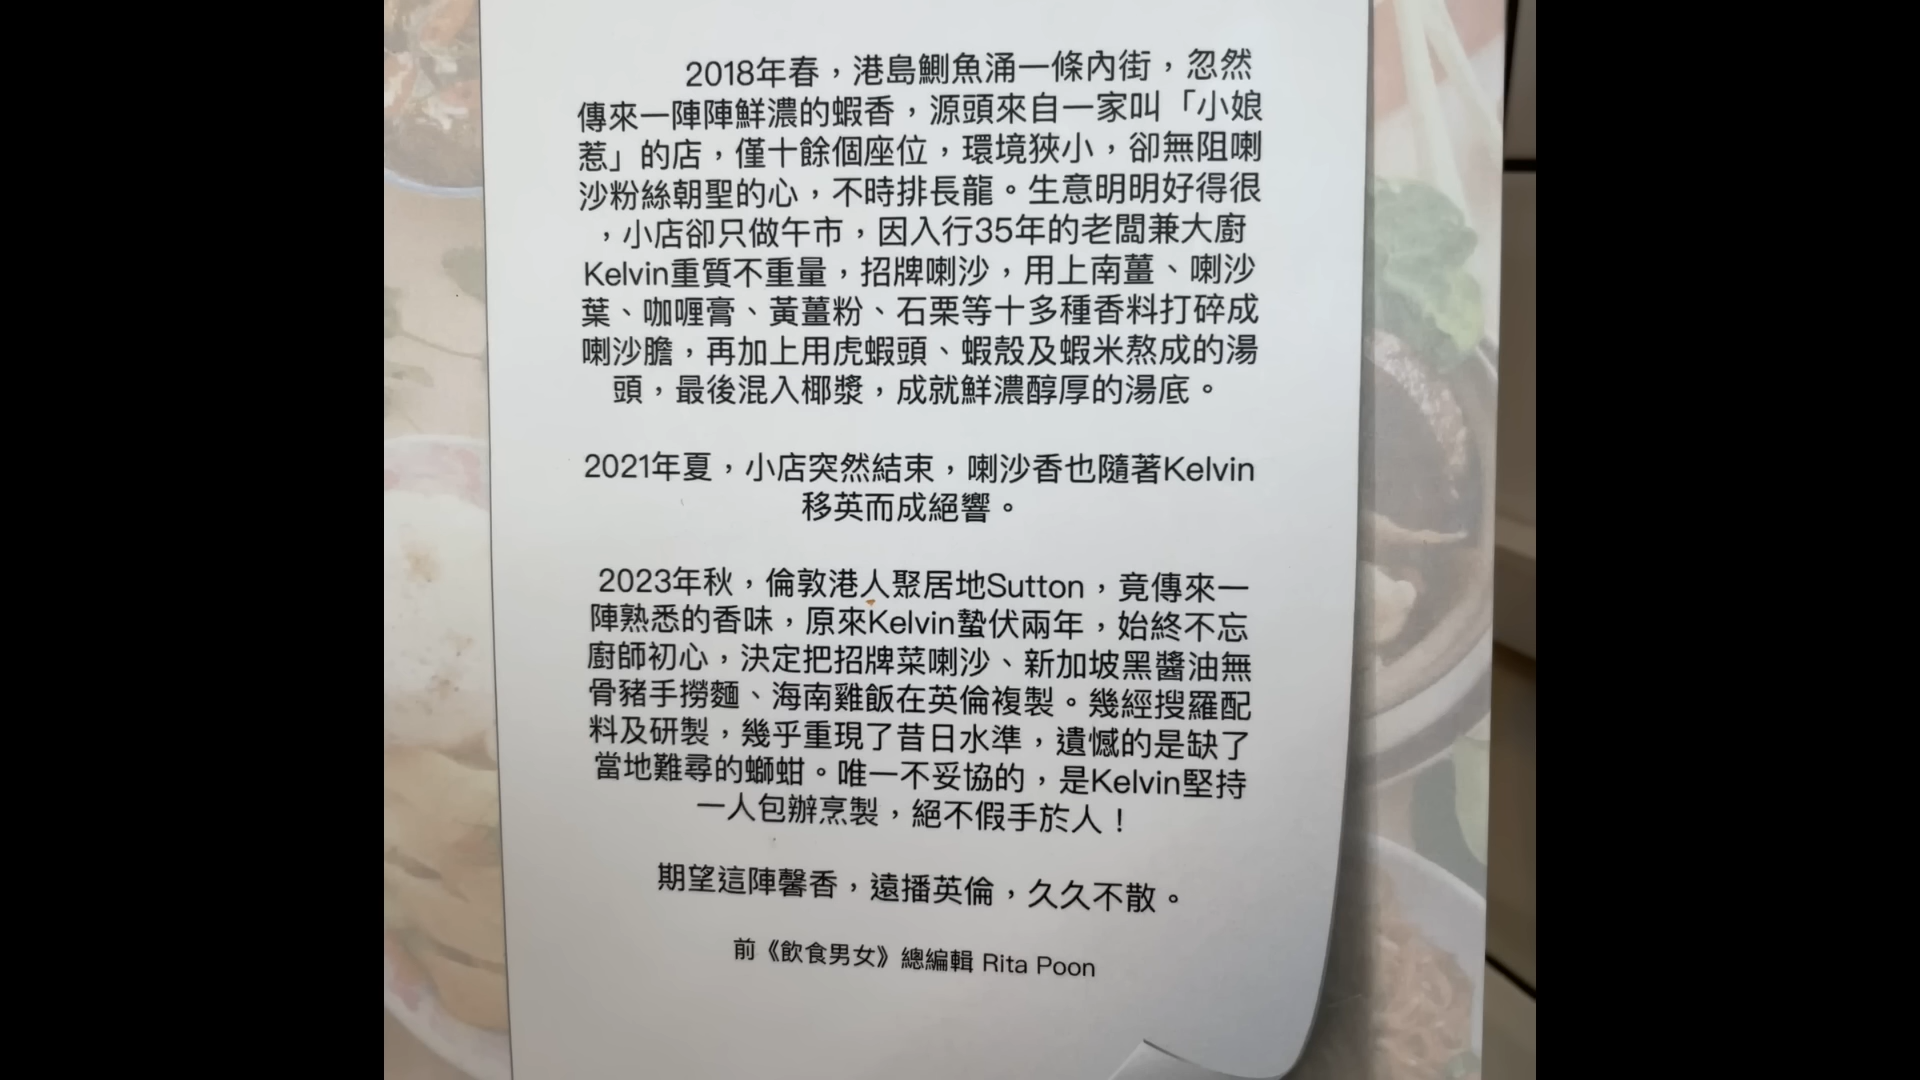 2018年春，港島鰂魚涌一條內街，忽然
傳來一陣陣鮮濃的蝦香，源頭來自一家叫「小娘
惹」的店，僅十餘個座位，環境狹小，卻無阻喇
沙粉絲朝聖的心，不時排長龍。生意明明好得很
，小店卻只做午市，因入行35年的老闆兼大廚
Kelvin重質不重量，招牌喇沙，用上南薑、喇沙
葉、咖喱膏、黃薑粉、石栗等十多種香料打碎成
喇沙膽，再加上用虎蝦頭、蝦殼及蝦米熬成的湯
頭，最後混入椰漿，成就鮮濃醇厚的湯底。
2021年夏，小店突然結束，喇沙香也隨著Kelvin
移英而成絕響。
2023年秋，倫敦港人聚居地Sutton，竟傳來一
陣熟悉的香味，原來Kelvin蟄伏兩年，始終不忘
廚師初心，決定把招牌菜喇沙、新加坡黑醬油無
骨豬手撈麵、海南雞飯在英倫複製。幾經搜羅配
料及研製，幾乎重現了昔日水準，遺憾的是缺了
當地難尋的螄蚶。唯一不妥協的，是Kelvin堅持
一人包辦烹製，絕不假手於人！
期望這陣馨香，遠播英倫，久久不散。
前《飲食男女》總編輯 Rita Poon